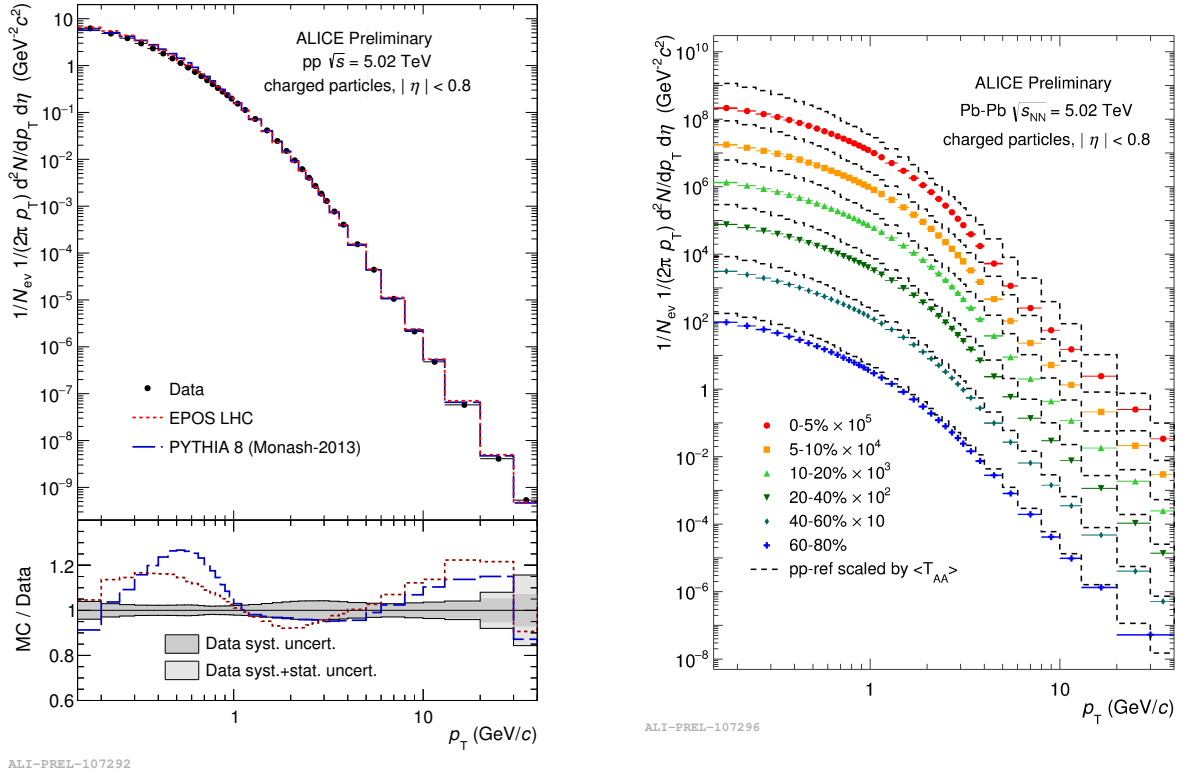 1/N_ev 1/(2π p_T) d²N/dp_T dη (GeV⁻²c²)
10
1
10⁻¹
10⁻²
10⁻³
10⁻⁴
10⁻⁵
10⁻⁶
10⁻⁷
10⁻⁸
10⁻⁹
ALICE Preliminary
pp √s = 5.02 TeV
charged particles, | η | < 0.8
Data
EPOS LHC
PYTHIA 8 (Monash-2013)
MC / Data
1.2
1
0.8
0.6
Data syst. uncert.
Data syst.+stat. uncert.
1 10
p_T (GeV/c)
ALI-PREL-107292
1/N_ev 1/(2π p_T) d²N/dp_T dη (GeV⁻²c²)
10¹⁰
10⁸
10⁶
10⁴
10²
1
10⁻²
10⁻⁴
10⁻⁶
10⁻⁸
ALICE Preliminary
Pb-Pb √s_NN = 5.02 TeV
charged particles, | η | < 0.8
0-5% × 10⁵
5-10% × 10⁴
10-20% × 10³
20-40% × 10²
40-60% × 10
60-80%
pp-ref scaled by <T_AA>
1 10
p_T (GeV/c)
ALI-PREL-107296